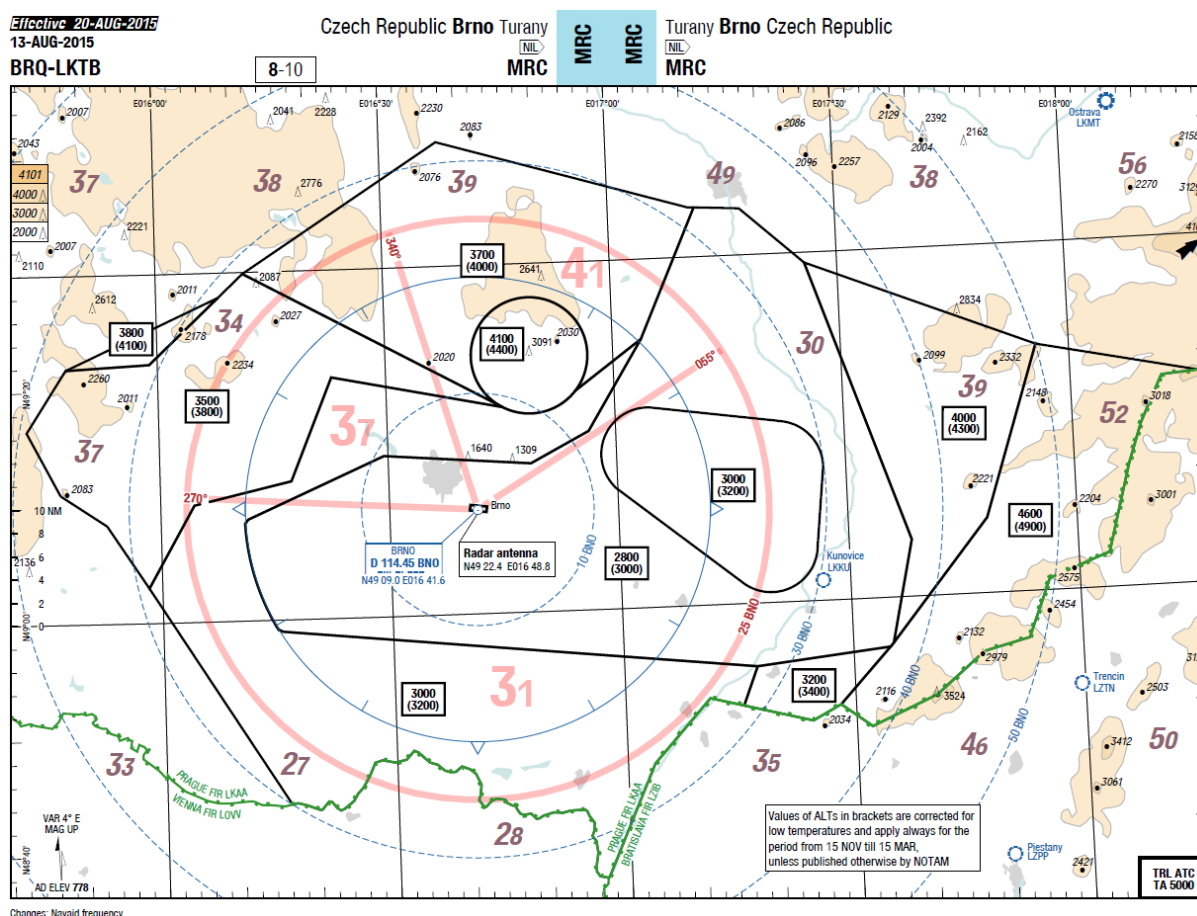 Effective 20-AUG-2015
13-AUG-2015
BRQ-LKTB
8-10
Czech Republic Brno Turany
NIL
MRC
MRC
MRC
Turany Brno Czech Republic
NIL
MRC
E016°00'
E016°30'
E017°00'
E017°30'
E018°00'
2007
2041
2228
2230
2083
2086
2129
2392
2162
2004
Ostrava
LKMT
2158
2043
4101
4000
3000
2000
37
38
2776
2076
39
2096
2257
49
38
56
2270
2221
2007
2110
340°
3700
(4000)
2641
41
2087
2011
2612
34
2027
3800
(4100)
2178
4100
(4400)
3091
2030
30
2834
2020
055°
2099
2332
2234
N49°20'
2260
2011
3500
(3800)
37
39
4000
(4300)
2148
52
3018
37
1640
1309
3000
(3200)
2221
2083
270°
Brno
2204
3001
10 NM
8
6
4
2
0
4600
(4900)
BRNO
D 114.45 BNO
N49 09.0 E016 41.6
Radar antenna
N49 22.4 E016 48.8
10 BNO
2800
(3000)
Kunovice
LKKU
2136
2575
2454
N49°00'
25 BNO
30 BNO
2132
2979
3000
(3200)
31
3200
(3400)
2116
40 BNO
3524
Trencin
LZTN
2503
2034
50 BNO
33
27
35
46
50
3412
PRAGUE FIR LKAA
VIENNA FIR LOVV
3061
28
PRAGUE FIR LKAA
BRATISLAVA FIR LZIB
VAR 4° E
MAG UP
Values of ALTs in brackets are corrected for
low temperatures and apply always for the
period from 15 NOV till 15 MAR,
unless published otherwise by NOTAM
Piestany
LZPP
N48°40'
2421
AD ELEV 778
TRL ATC
TA 5000
Changes: Navaid frequency